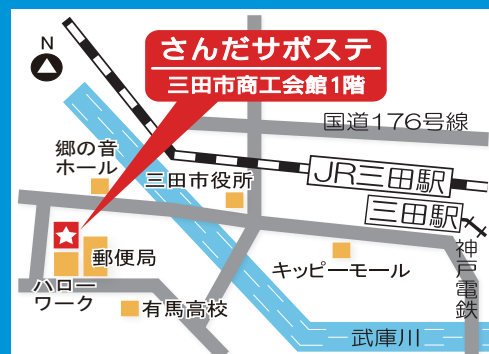 N
さんだサポステ
三田市商工会館1階
国道176号線
郷の音
ホール
三田市役所
JR三田駅
三田駅
神戸電鉄
郵便局
キッピーモール
ハロー
ワーク
有馬高校
武庫川